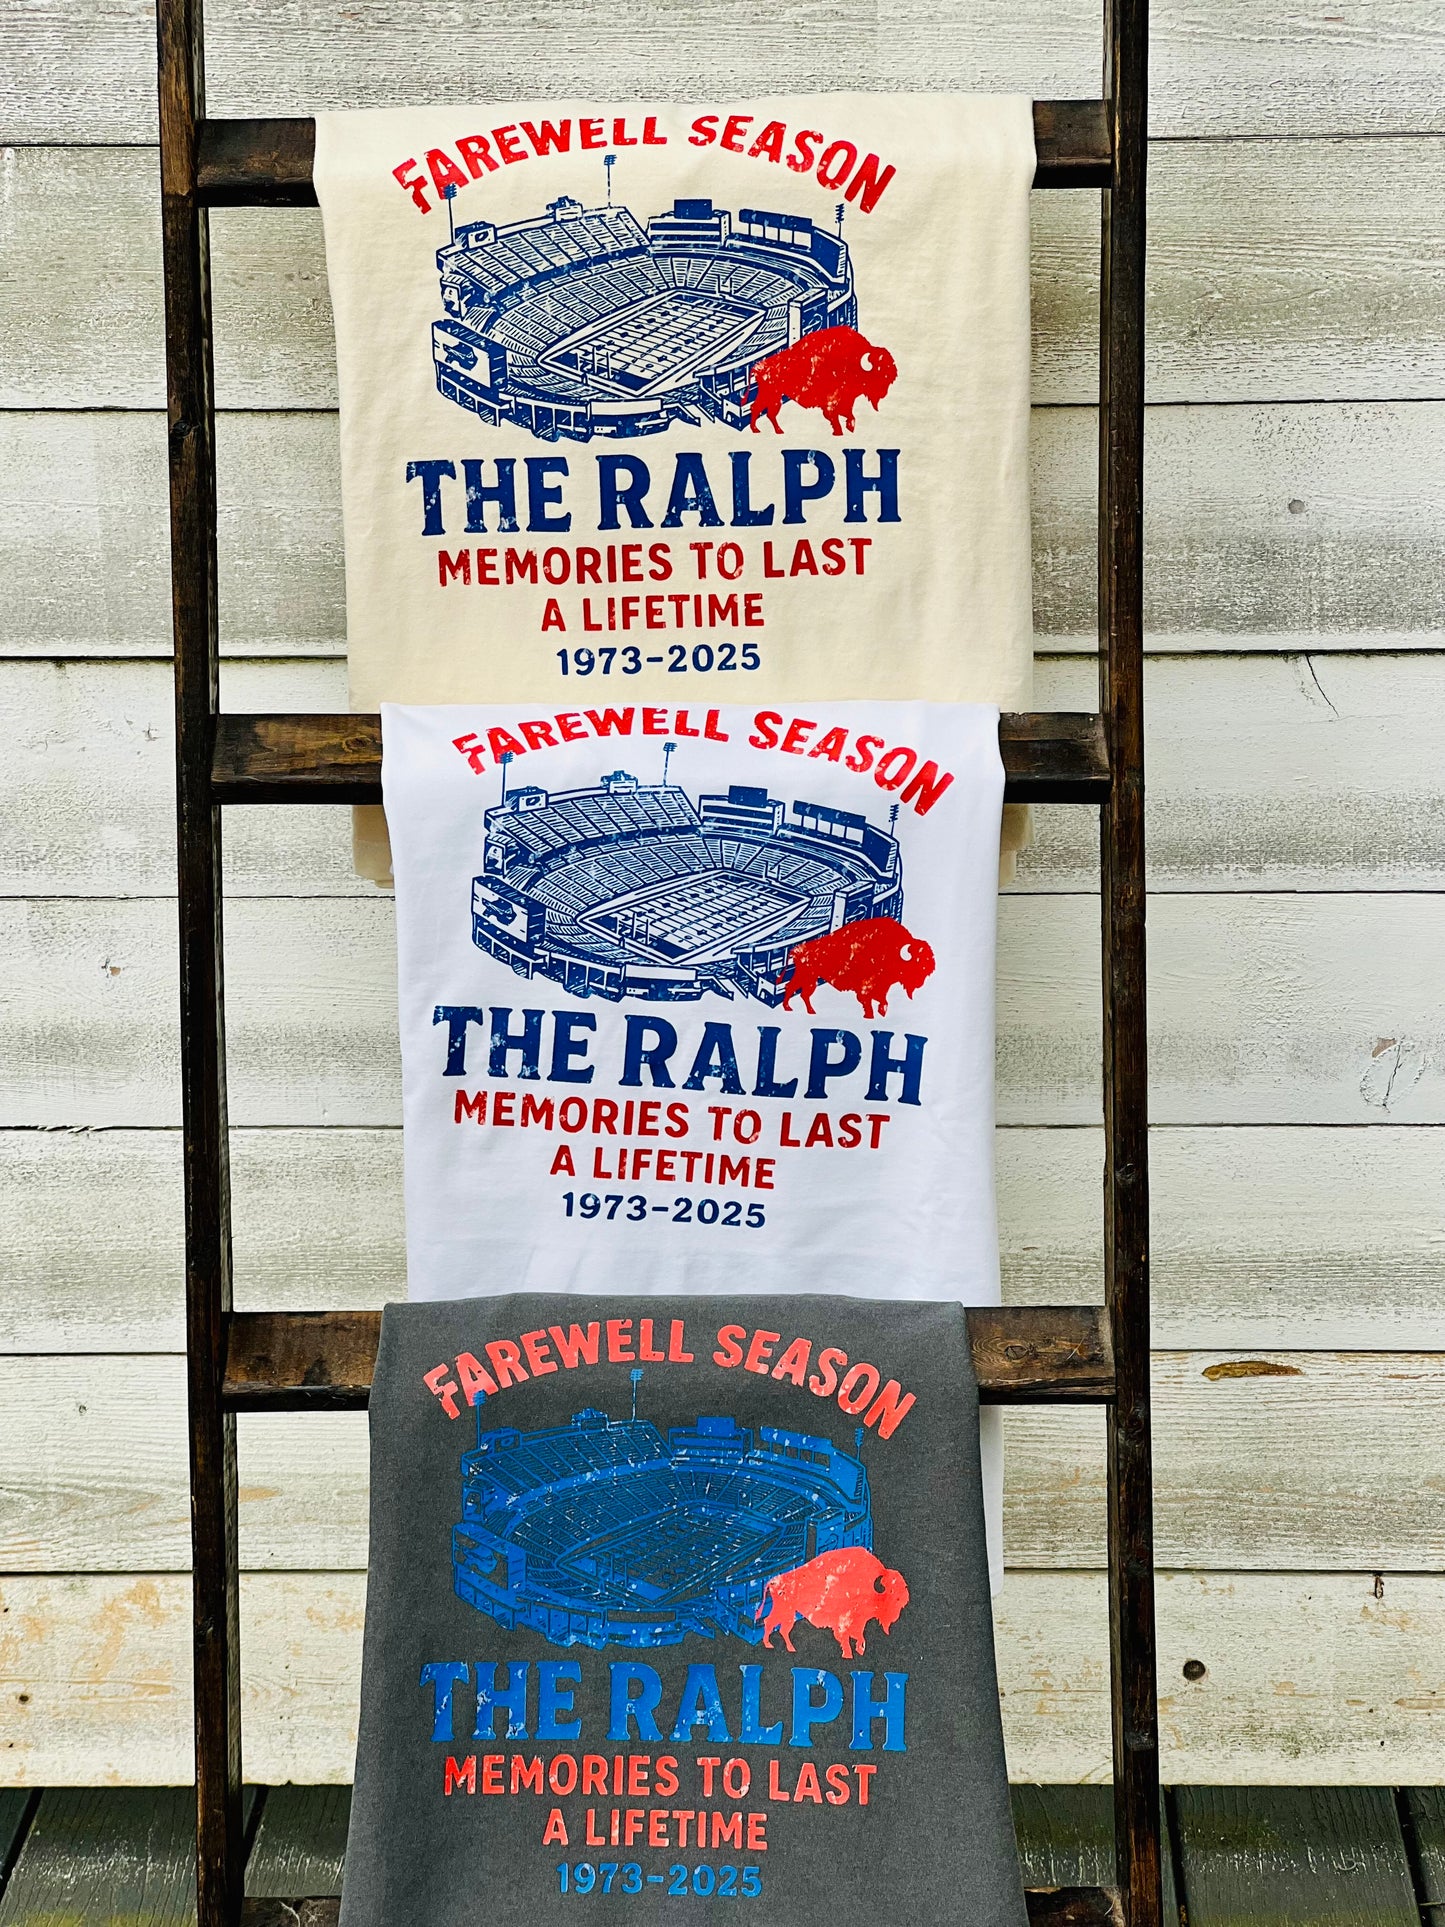 FAREWELL SEASON
THE RALPH
MEMORIES TO LAST
A LIFETIME
1973-2025
FAREWELL SEASON
THE RALPH
MEMORIES TO LAST
A LIFETIME
1973-2025
FAREWELL SEASON
THE RALPH
MEMORIES TO LAST
A LIFETIME
1973-2025